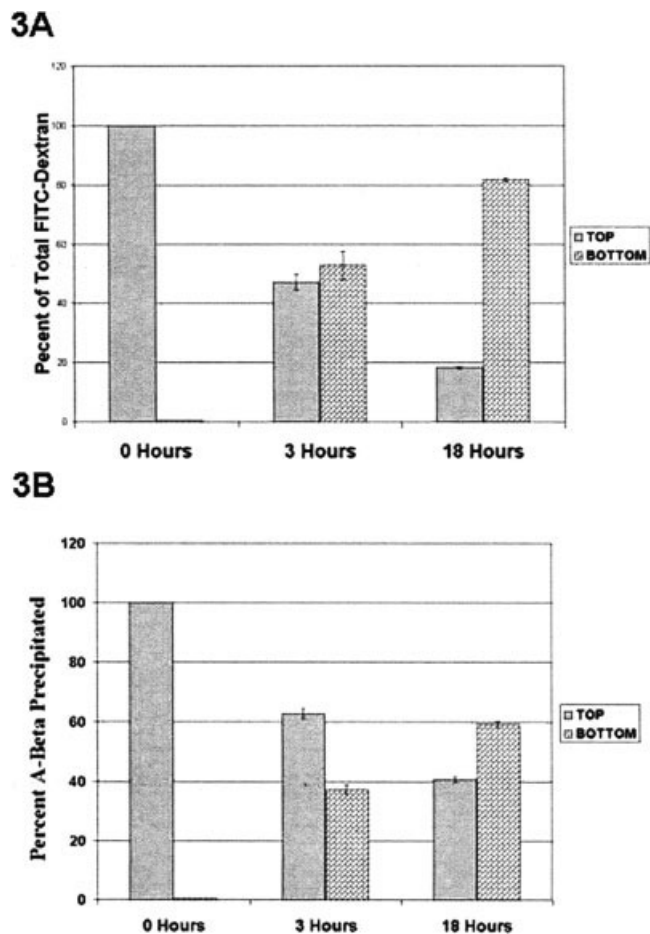 3A
Pecent of Total FITC-Dextran
120
100
80
60
40
20
0
0 Hours
3 Hours
18 Hours
TOP
BOTTOM
3B
Percent A-Beta Precipitated
120
100
80
60
40
20
0
0 Hours
3 Hours
18 Hours
TOP
BOTTOM